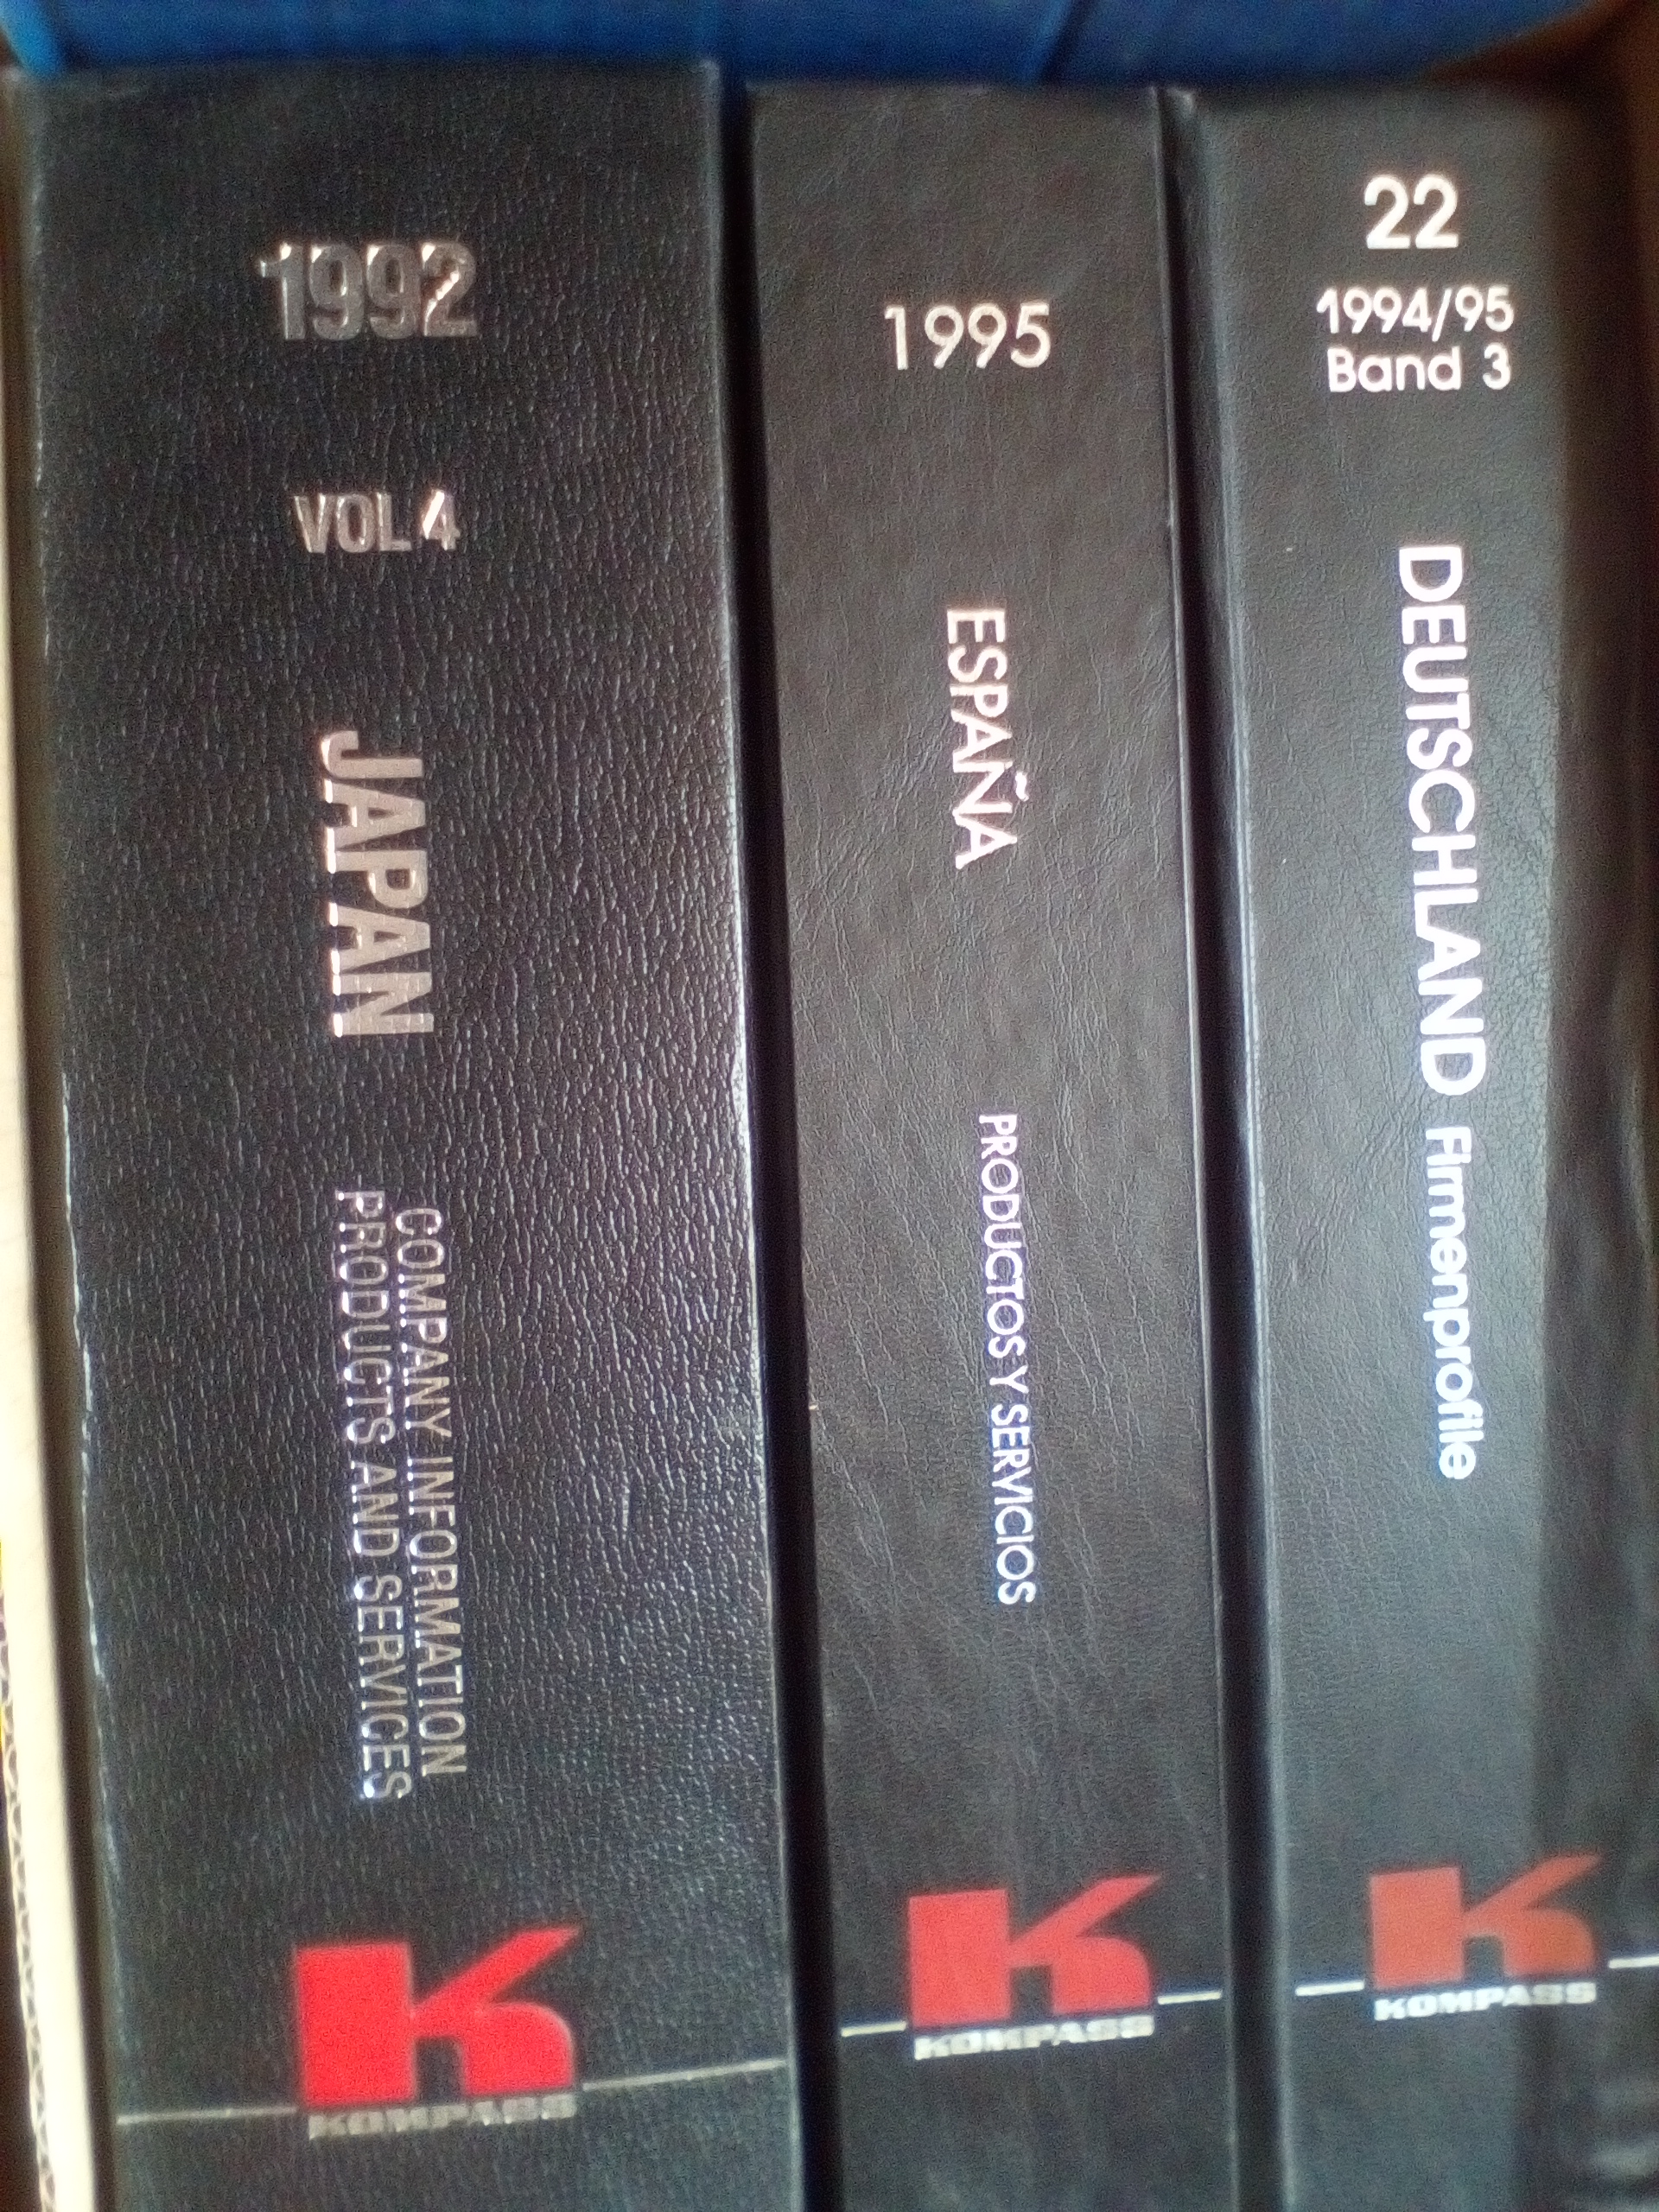 1992
VOL 4
JAPAN
COMPANY INFORMATION
PRODUCTS AND SERVICES
KOMPASS
1995
ESPAÑA
PRODUCTOS Y SERVICIOS
KOMPASS
22
1994/95
Band 3
DEUTSCHLAND Firmenprofile
KOMPASS